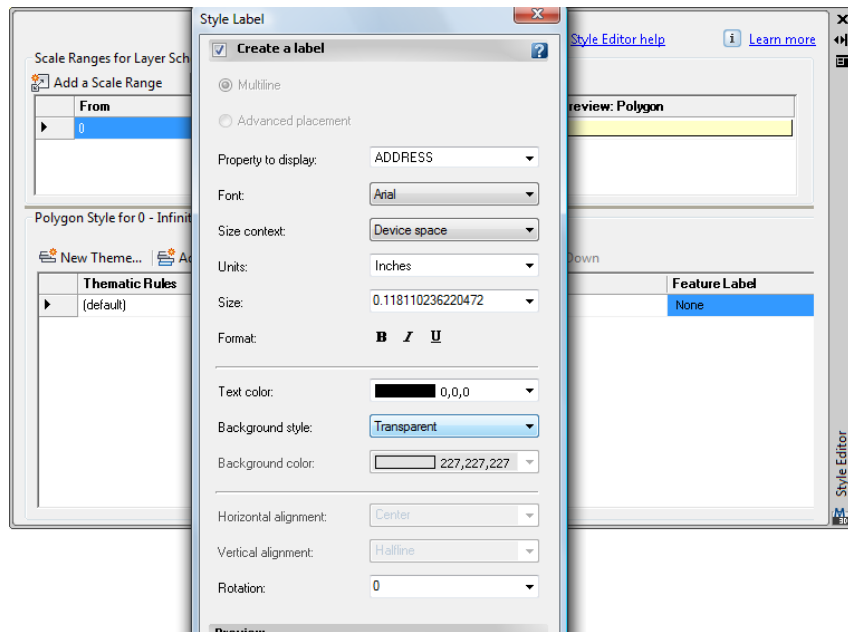 Style Label
Create a label
Multiline
Advanced placement
Property to display: ADDRESS
Font: Arial
Size context: Device space
Units: Inches
Size: 0.118110236220472
Format: B I U
Text color: 0,0,0
Background style: Transparent
Background color: 227,227,227
Horizontal alignment: Center
Vertical alignment: Halfline
Rotation: 0
Preview
Style Editor help
Learn more
Scale Ranges for Layer Sch
Add a Scale Range
From
review: Polygon
0
Polygon Style for 0 - Infinit
New Theme... Ad
Down
Thematic Rules
Feature Label
(default)
None
Style Editor